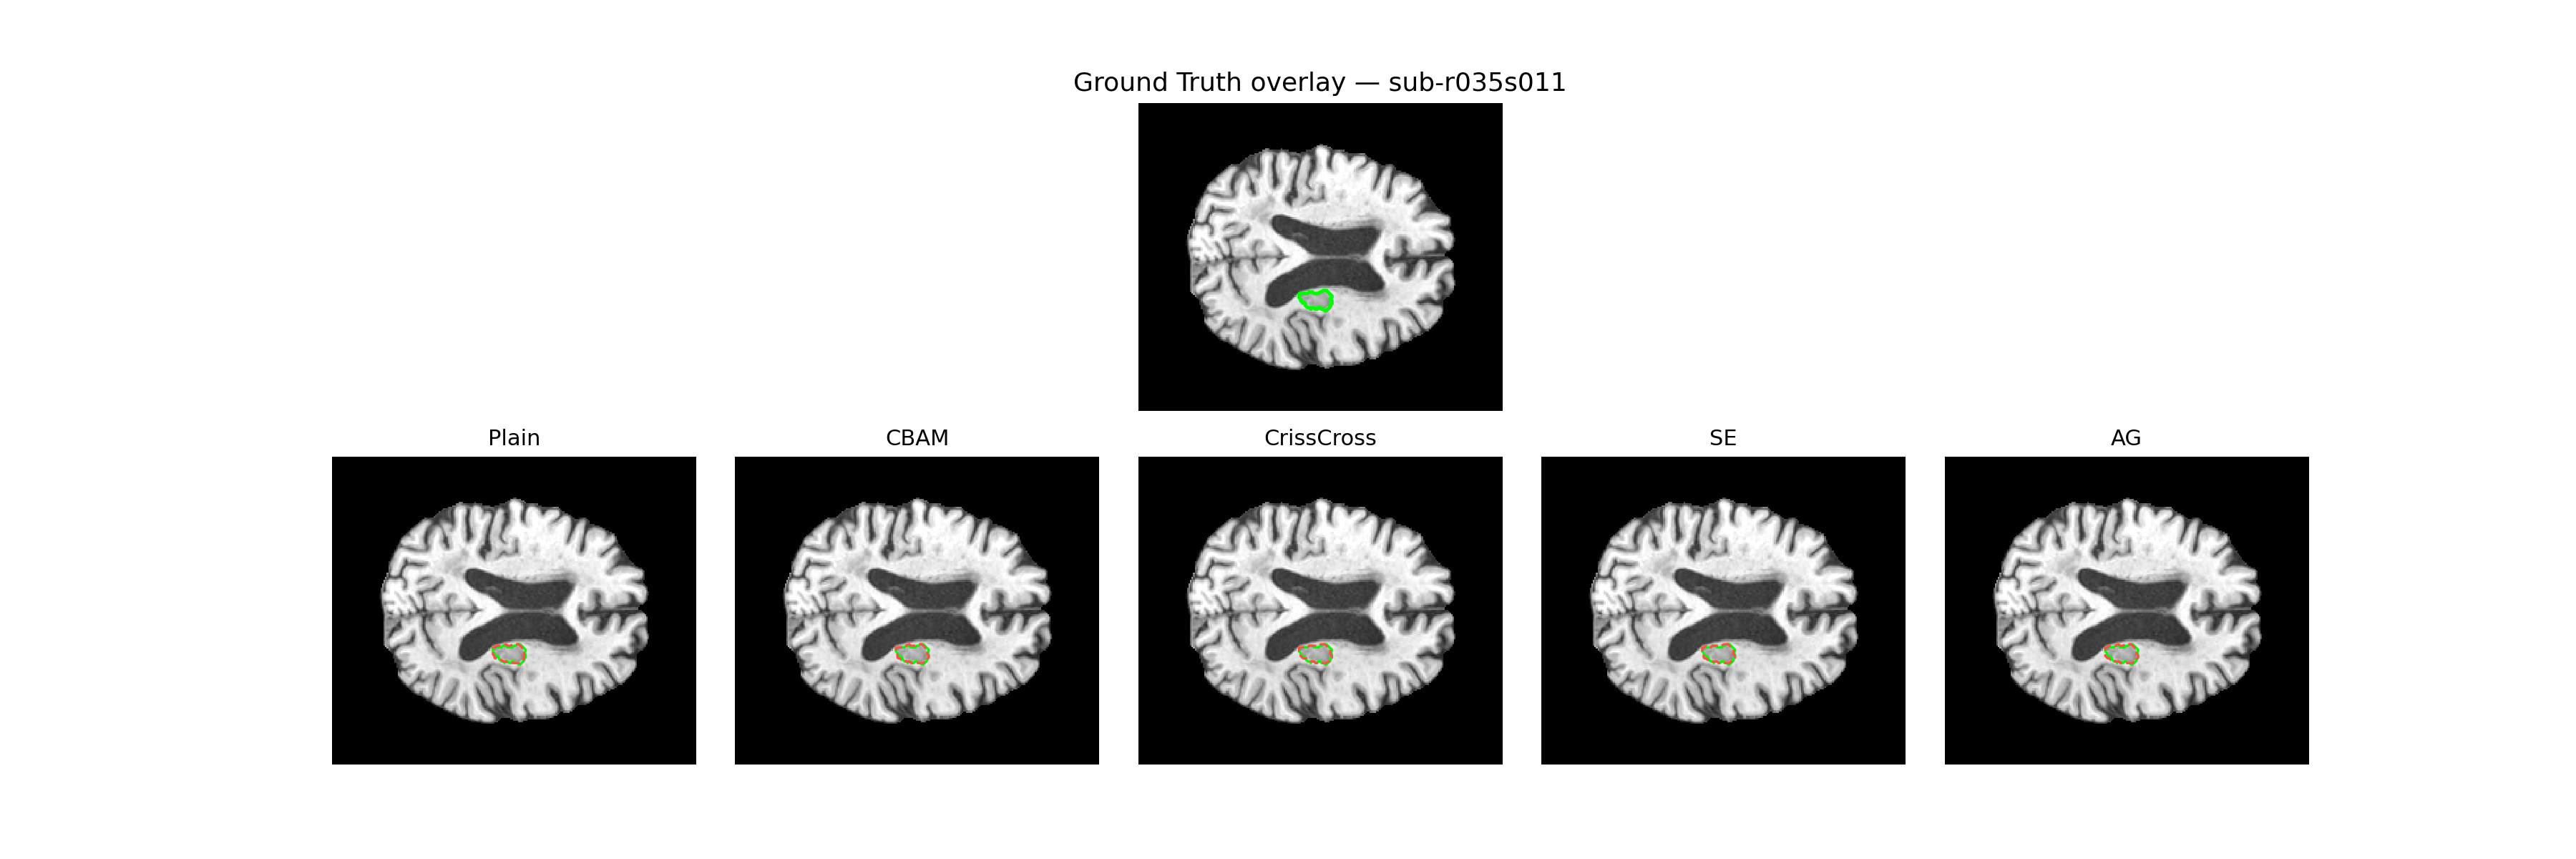 Ground Truth overlay — sub-r035s011
Plain
CBAM
CrissCross
SE
AG